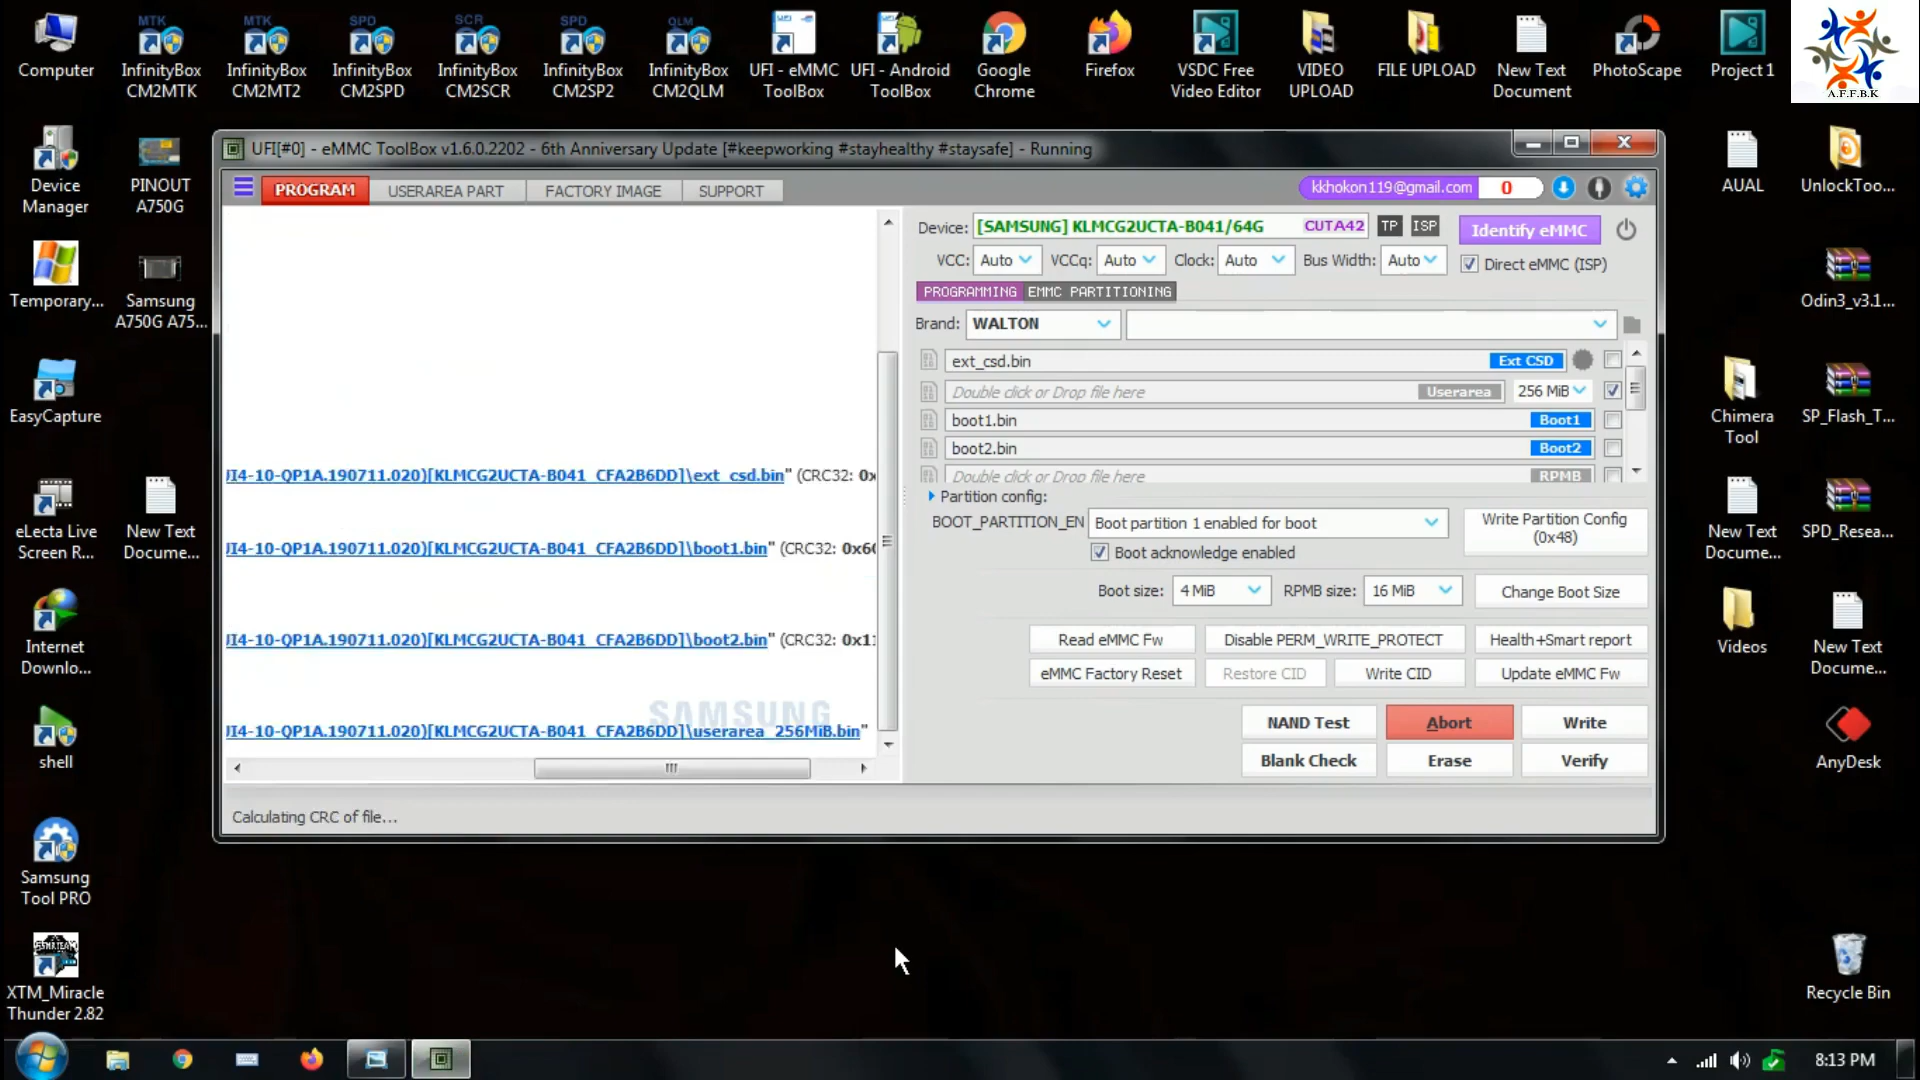 Computer
MTK
InfinityBox
CM2MTK
MTK
InfinityBox
CM2MT2
SPD
InfinityBox
CM2SPD
SCR
InfinityBox
CM2SCR
SPD
InfinityBox
CM2SP2
QLM
InfinityBox
CM2QLM
UFI - eMMC
ToolBox
UFI - Android
ToolBox
Google
Chrome
Firefox
VSDC Free
Video Editor
VIDEO
UPLOAD
FILE UPLOAD
New Text
Document
PhotoScape
Project 1
A.F.F.B.K
Device
Manager
PINOUT
A750G
Temporary...
Samsung
A750G A75...
EasyCapture
eLecta Live
Screen R...
New Text
Docume...
Internet
Downlo...
shell
Samsung
Tool PRO
XTM_Miracle
Thunder 2.82
UFI[#0] - eMMC ToolBox v1.6.0.2202 - 6th Anniversary Update [#keepworking #stayhealthy #staysafe] - Running
PROGRAM
USERAREA PART
FACTORY IMAGE
SUPPORT
kkhokon119@gmail.com
0
JI4-10-QP1A.190711.020)[KLMCG2UCTA-B041_CFA2B6DD]\ext_csd.bin" (CRC32: 0x
JI4-10-QP1A.190711.020)[KLMCG2UCTA-B041_CFA2B6DD]\boot1.bin" (CRC32: 0x60
JI4-10-QP1A.190711.020)[KLMCG2UCTA-B041_CFA2B6DD]\boot2.bin" (CRC32: 0x11
SAMSUNG
JI4-10-QP1A.190711.020)[KLMCG2UCTA-B041_CFA2B6DD]\userarea_256MiB.bin"
Calculating CRC of file...
Device: [SAMSUNG] KLMCG2UCTA-B041/64G CUTA42 TP ISP Identify eMMC
VCC: Auto VCCq: Auto Clock: Auto Bus Width: Auto Direct eMMC (ISP)
PROGRAMMING EMMC PARTITIONING
Brand: WALTON
ext_csd.bin Ext CSD
Double click or Drop file here Userarea 256 MiB
boot1.bin Boot1
boot2.bin Boot2
Double click or Drop file here RPMB
Partition config:
BOOT_PARTITION_EN Boot partition 1 enabled for boot
Write Partition Config
(0x48)
Boot acknowledge enabled
Boot size: 4 MiB RPMB size: 16 MiB Change Boot Size
Read eMMC Fw Disable PERM_WRITE_PROTECT Health+Smart report
eMMC Factory Reset Restore CID Write CID Update eMMC Fw
NAND Test Abort Write
Blank Check Erase Verify
AUAL
UnlockToo...
Odin3_v3.1...
Chimera
Tool
SP_Flash_T...
New Text
Docume...
SPD_Resea...
Videos
New Text
Docume...
AnyDesk
Recycle Bin
8:13 PM